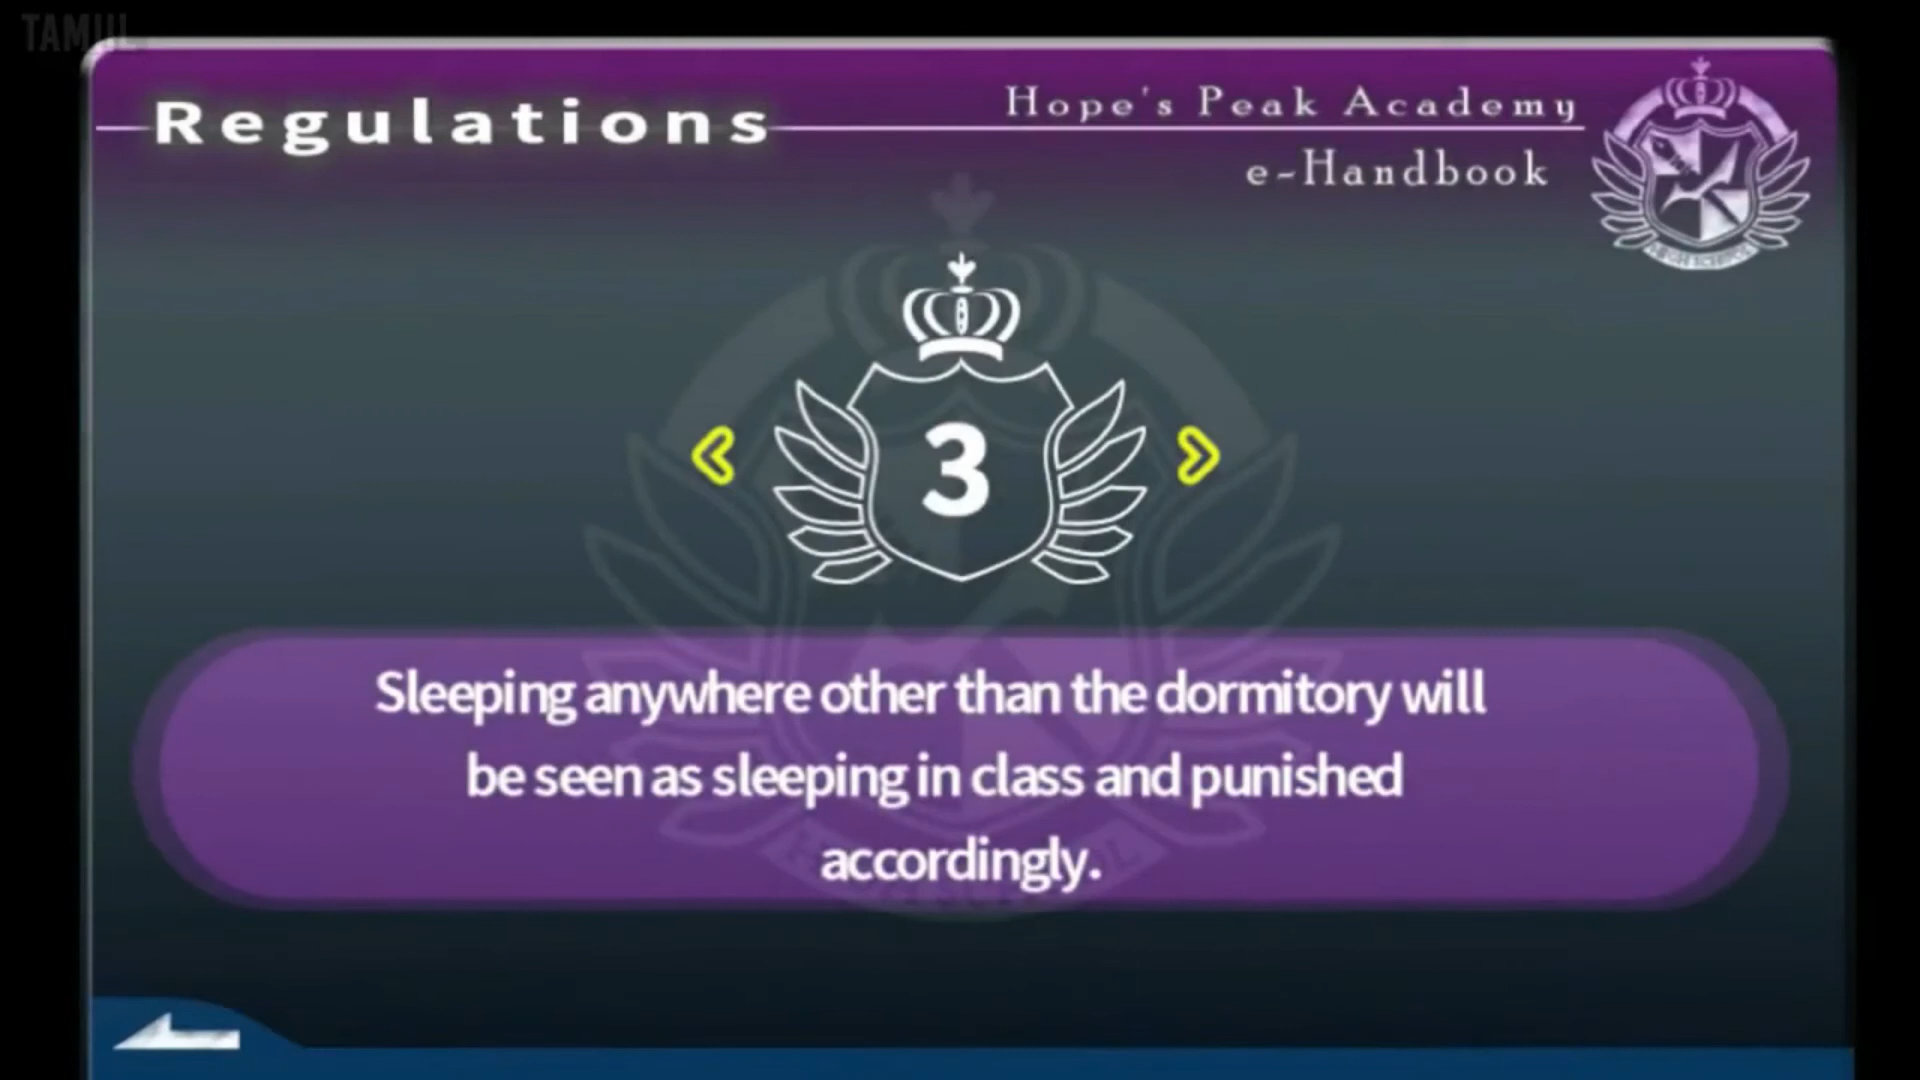 TAMIL
Regulations
Hope's Peak Academy
e-Handbook
3
Sleeping anywhere other than the dormitory will
be seen as sleeping in class and punished
accordingly.